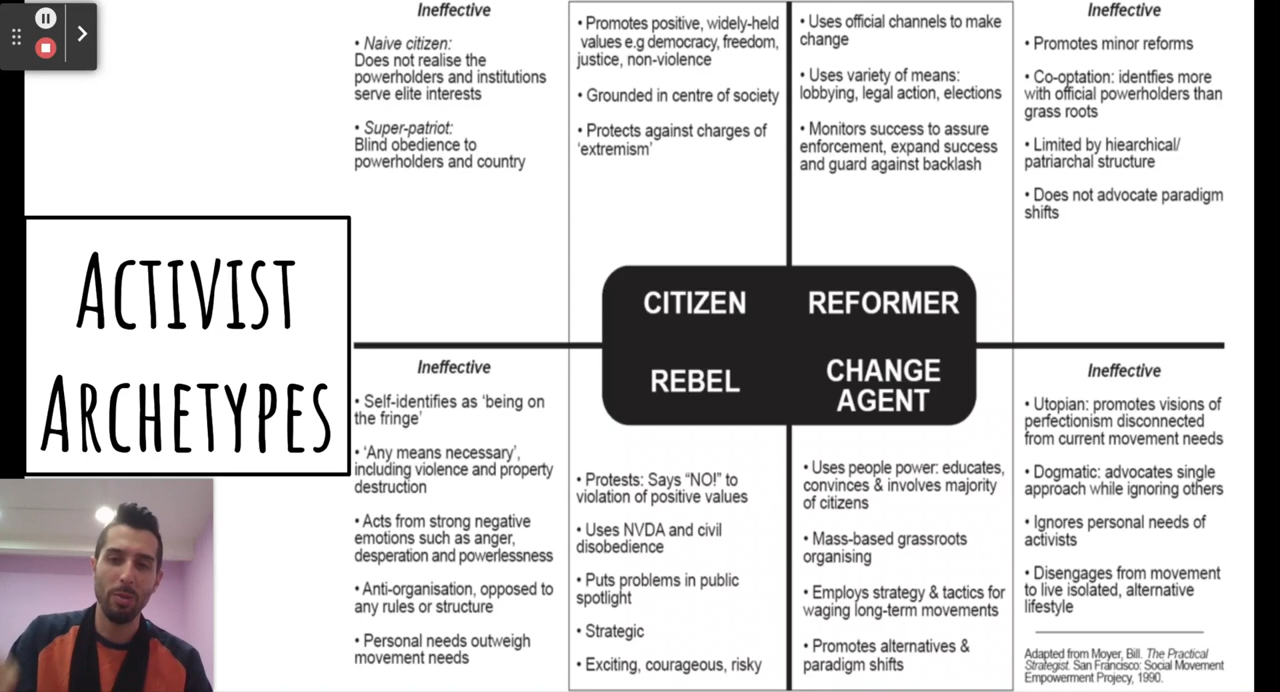 Ineffective
• Naive citizen:
Does not realise the
powerholders and institutions
serve elite interests
• Super-patriot:
Blind obedience to
powerholders and country
• Promotes positive, widely-held
values e.g democracy, freedom,
justice, non-violence
• Grounded in centre of society
• Protects against charges of
'extremism'
• Uses official channels to make
change
• Uses variety of means:
lobbying, legal action, elections
• Monitors success to assure
enforcement, expand success
and guard against backlash
Ineffective
• Promotes minor reforms
• Co-optation: identfies more
with official powerholders than
grass roots
• Limited by hiearchical/
patriarchal structure
• Does not advocate paradigm
shifts
ACTIVIST
ARCHETYPES
CITIZEN
REFORMER
REBEL
CHANGE
AGENT
Ineffective
• Self-identifies as 'being on
the fringe'
• 'Any means necessary',
including violence and property
destruction
• Acts from strong negative
emotions such as anger,
desperation and powerlessness
• Anti-organisation, opposed to
any rules or structure
• Personal needs outweigh
movement needs
• Protests: Says "NO!" to
violation of positive values
• Uses NVDA and civil
disobedience
• Puts problems in public
spotlight
• Strategic
• Exciting, courageous, risky
• Uses people power: educates,
convinces & involves majority
of citizens
• Mass-based grassroots
organising
• Employs strategy & tactics for
waging long-term movements
• Promotes alternatives &
paradigm shifts
Ineffective
• Utopian: promotes visions of
perfectionism disconnected
from current movement needs
• Dogmatic: advocates single
approach while ignoring others
• Ignores personal needs of
activists
• Disengages from movement
to live isolated, alternative
lifestyle
Adapted from Moyer, Bill. The Practical
Strategist. San Francisco: Social Movement
Empowerment Projecy, 1990.